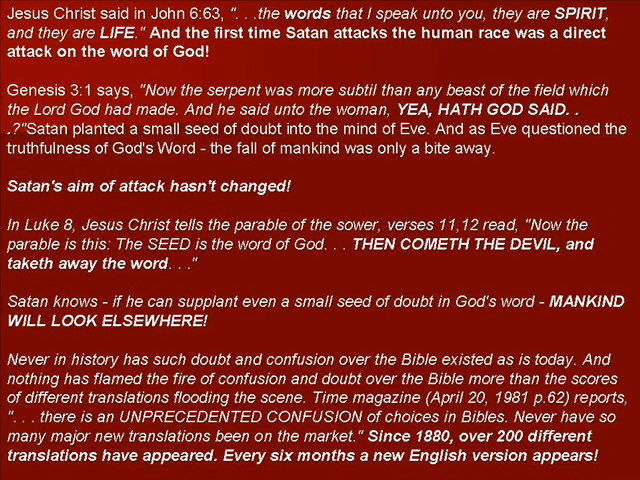 Jesus Christ said in John 6:63, ". . .the words that I speak unto you, they are SPIRIT,
and they are LIFE." And the first time Satan attacks the human race was a direct
attack on the word of God!
Genesis 3:1 says, "Now the serpent was more subtil than any beast of the field which
the Lord God had made. And he said unto the woman, YEA, HATH GOD SAID. .
.?"Satan planted a small seed of doubt into the mind of Eve. And as Eve questioned the
truthfulness of God's Word - the fall of mankind was only a bite away.
Satan's aim of attack hasn't changed!
In Luke 8, Jesus Christ tells the parable of the sower, verses 11,12 read, "Now the
parable is this: The SEED is the word of God. . . THEN COMETH THE DEVIL, and
taketh away the word. . ."
Satan knows - if he can supplant even a small seed of doubt in God's word - MANKIND
WILL LOOK ELSEWHERE!
Never in history has such doubt and confusion over the Bible existed as is today. And
nothing has flamed the fire of confusion and doubt over the Bible more than the scores
of different translations flooding the scene. Time magazine (April 20, 1981 p.62) reports,
". . . there is an UNPRECEDENTED CONFUSION of choices in Bibles. Never have so
many major new translations been on the market." Since 1880, over 200 different
translations have appeared. Every six months a new English version appears!